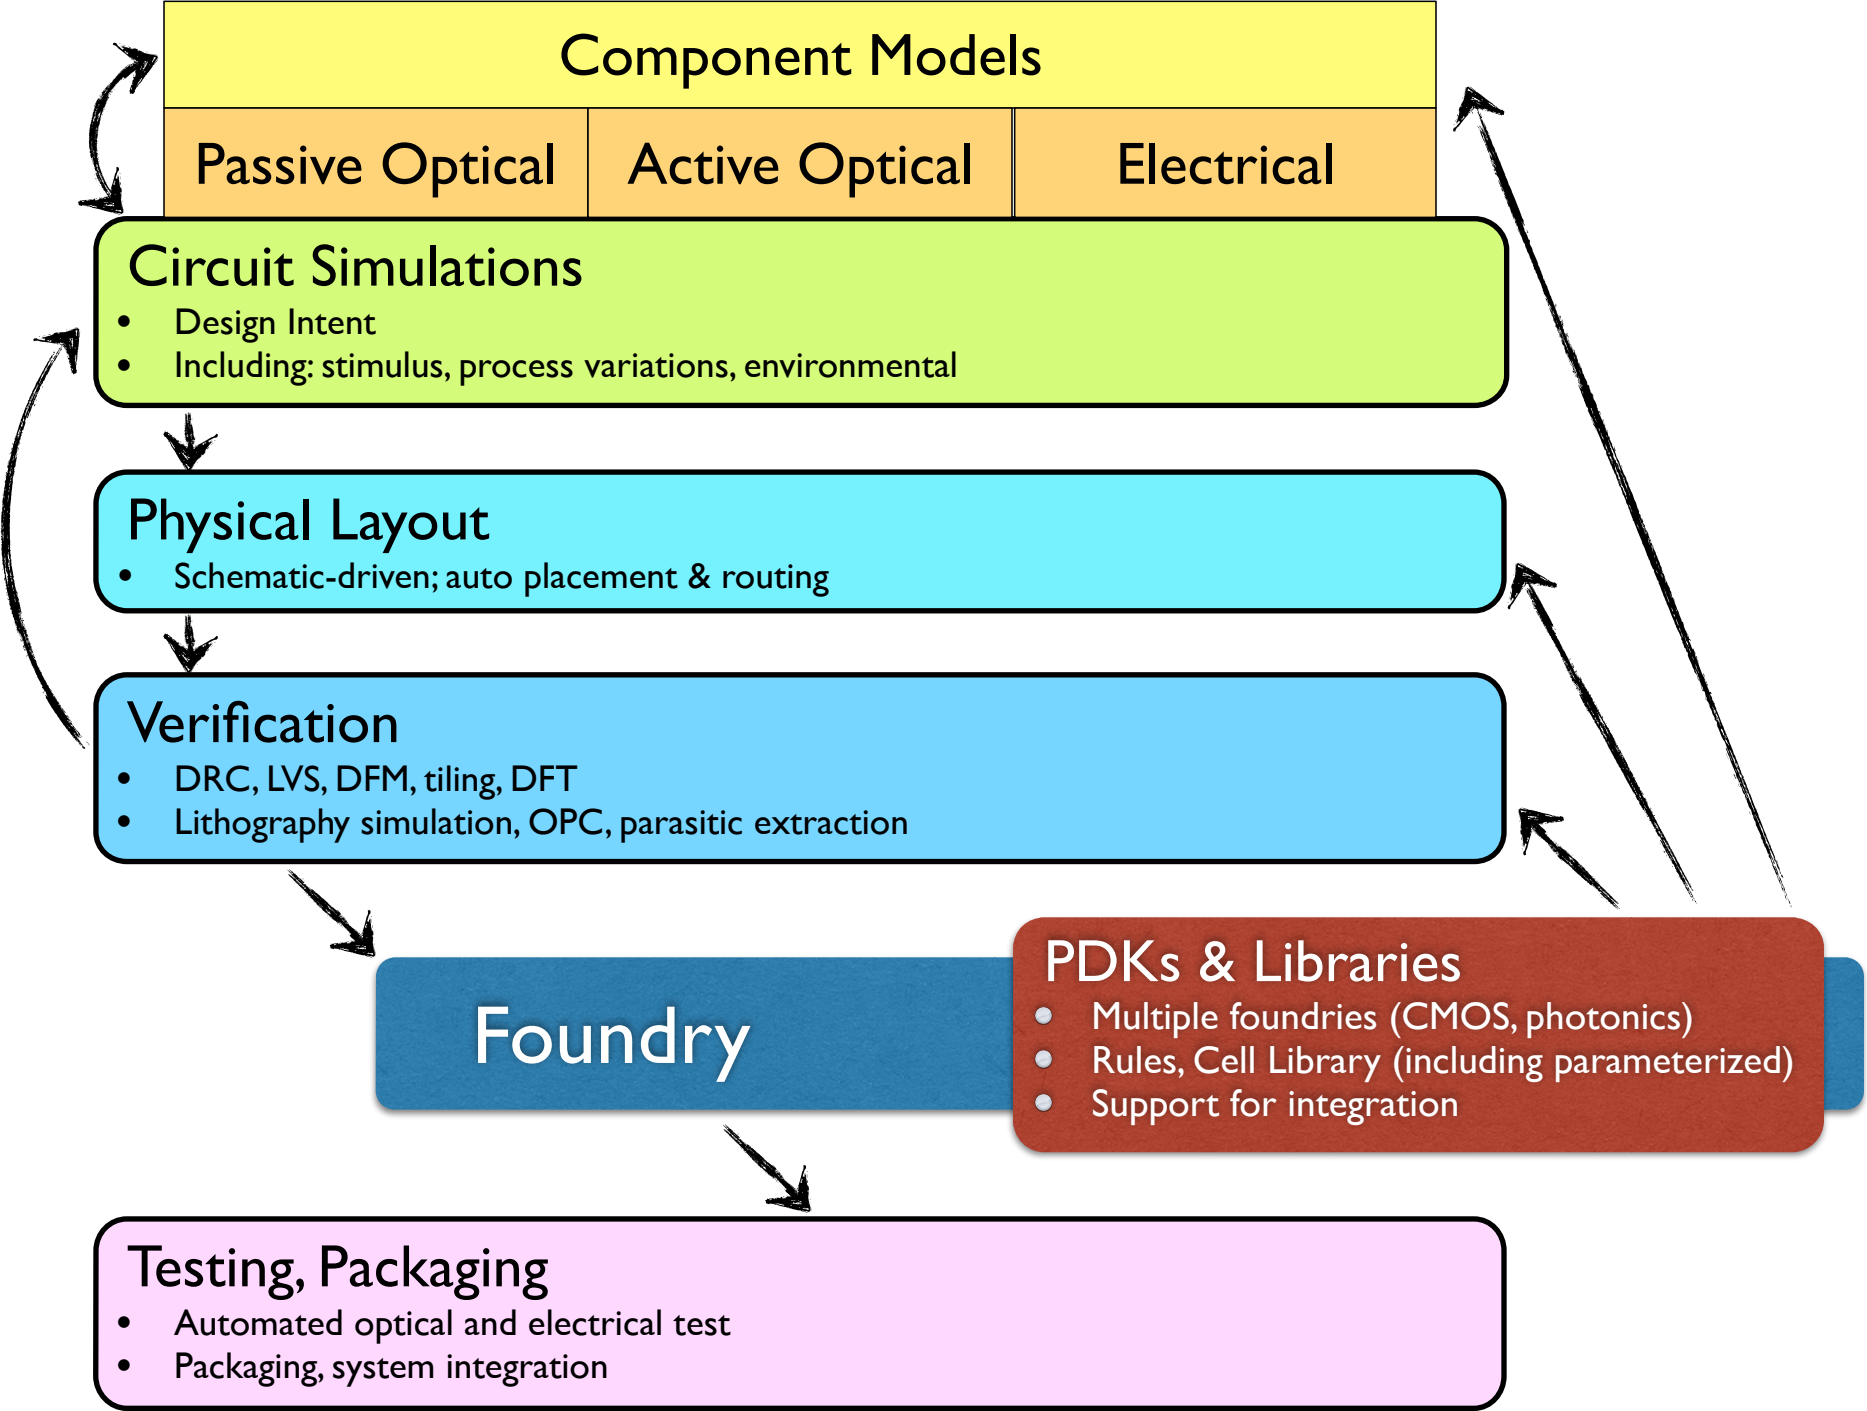 Component Models
Passive Optical
Active Optical
Electrical
Circuit Simulations
• Design Intent
• Including: stimulus, process variations, environmental
Physical Layout
• Schematic-driven; auto placement & routing
Verification
• DRC, LVS, DFM, tiling, DFT
• Lithography simulation, OPC, parasitic extraction
Foundry
PDKs & Libraries
• Multiple foundries (CMOS, photonics)
• Rules, Cell Library (including parameterized)
• Support for integration
Testing, Packaging
• Automated optical and electrical test
• Packaging, system integration